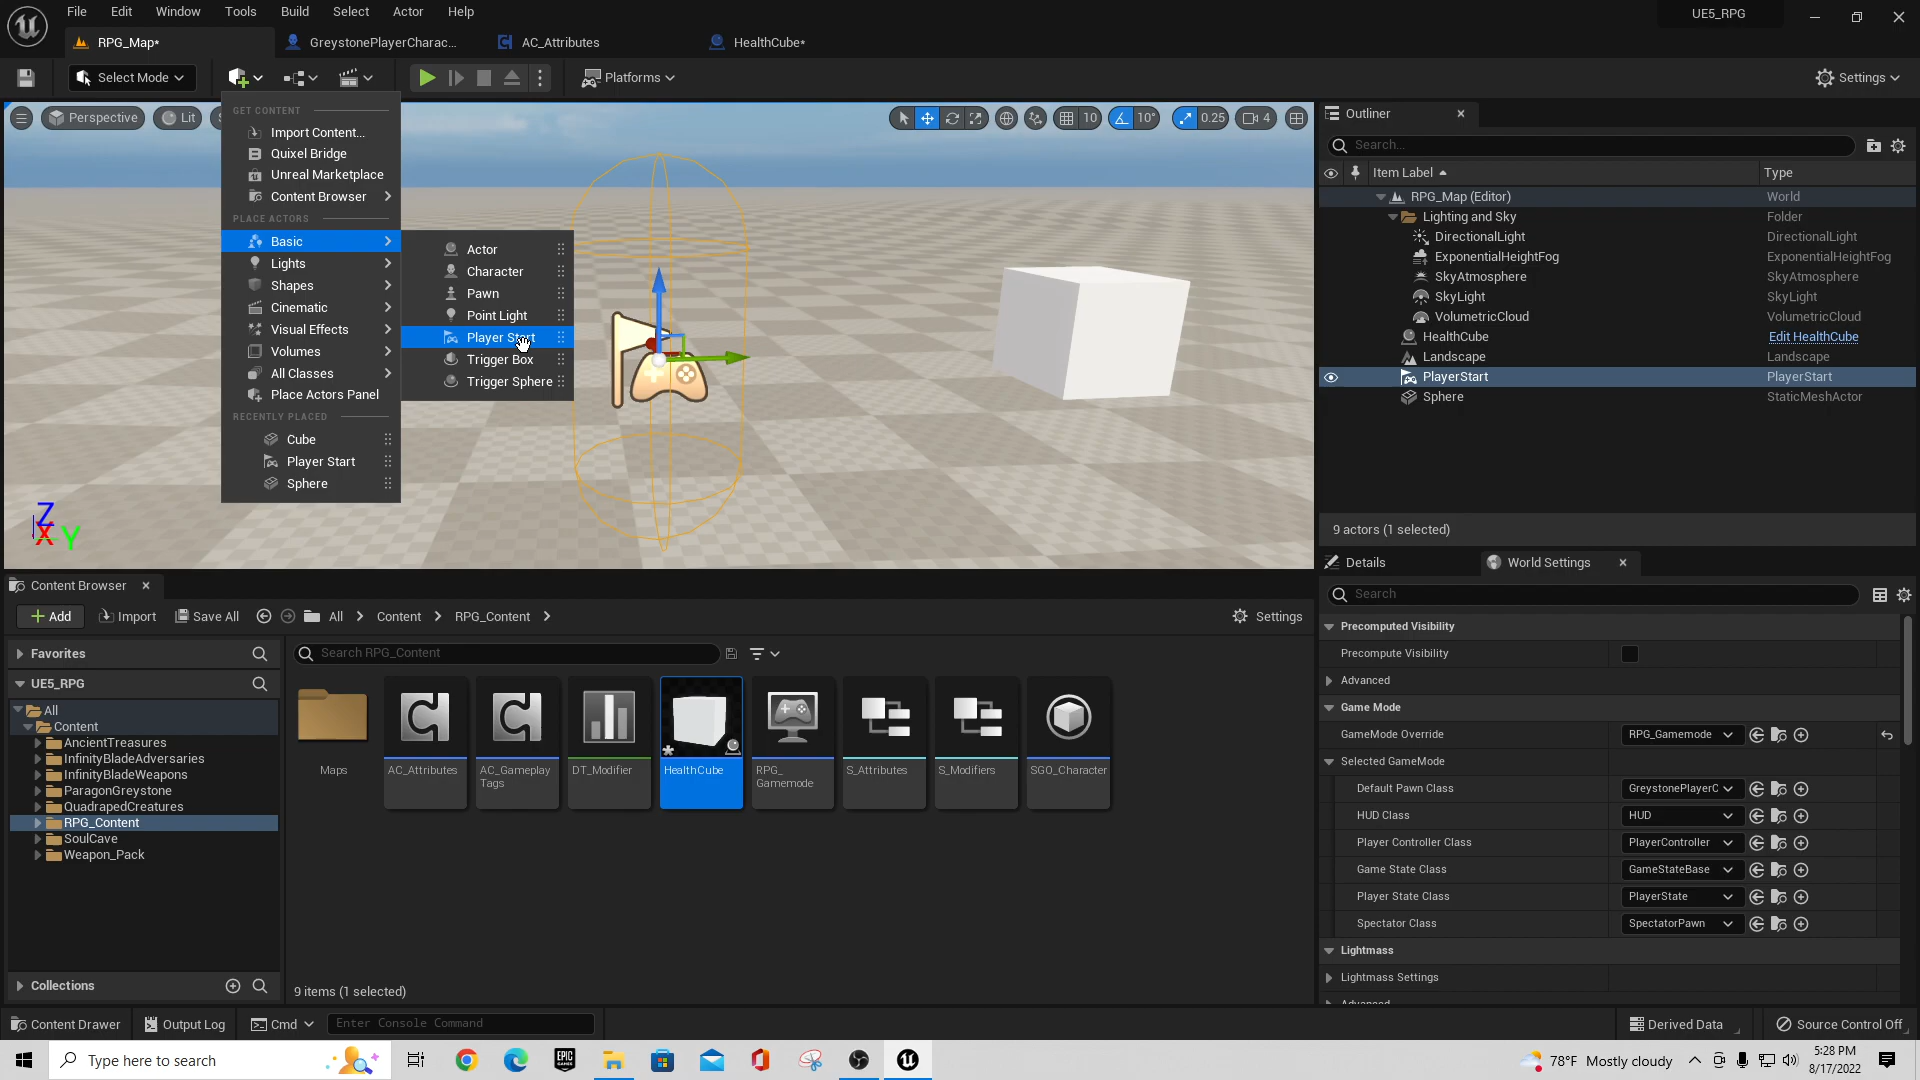 File Edit Window Tools Build Select Actor Help
UE5_RPG
RPG_Map* GreystonePlayerCharac... AC_Attributes HealthCube*
Select Mode Platforms Settings
Perspective Lit
10 10° 0.25 4
GET CONTENT
Import Content...
Quixel Bridge
Unreal Marketplace
Content Browser
PLACE ACTORS
Basic
Lights
Shapes
Cinematic
Visual Effects
Volumes
All Classes
Place Actors Panel
RECENTLY PLACED
Cube
Player Start
Sphere
Actor
Character
Pawn
Point Light
Player Start
Trigger Box
Trigger Sphere
Z
X Y
Outliner
Search...
Item Label Type
RPG_Map (Editor) World
Lighting and Sky Folder
DirectionalLight DirectionalLight
ExponentialHeightFog ExponentialHeightFog
SkyAtmosphere SkyAtmosphere
SkyLight SkyLight
VolumetricCloud VolumetricCloud
HealthCube Edit HealthCube
Landscape Landscape
PlayerStart PlayerStart
Sphere StaticMeshActor
9 actors (1 selected)
Details World Settings
Search
Precomputed Visibility
Precompute Visibility
Advanced
Game Mode
GameMode Override RPG_Gamemode
Selected GameMode
Default Pawn Class GreystonePlayerC
HUD Class HUD
Player Controller Class PlayerController
Game State Class GameStateBase
Player State Class PlayerState
Spectator Class SpectatorPawn
Lightmass
Lightmass Settings
Advanced
Content Browser
Add Import Save All All Content RPG_Content Settings
Favorites
UE5_RPG
All
Content
AncientTreasures
InfinityBladeAdversaries
InfinityBladeWeapons
ParagonGreystone
QuadrapedCreatures
RPG_Content
SoulCave
Weapon_Pack
Collections
Search RPG_Content
Maps
AC_Attributes
AC_Gameplay
Tags
DT_Modifier
HealthCube
RPG_
Gamemode
S_Attributes
S_Modifiers
SGO_Character
9 items (1 selected)
Content Drawer Output Log Cmd Enter Console Command Derived Data Source Control Off
Type here to search
EPIC
GAMES
78°F Mostly cloudy
5:28 PM
8/17/2022